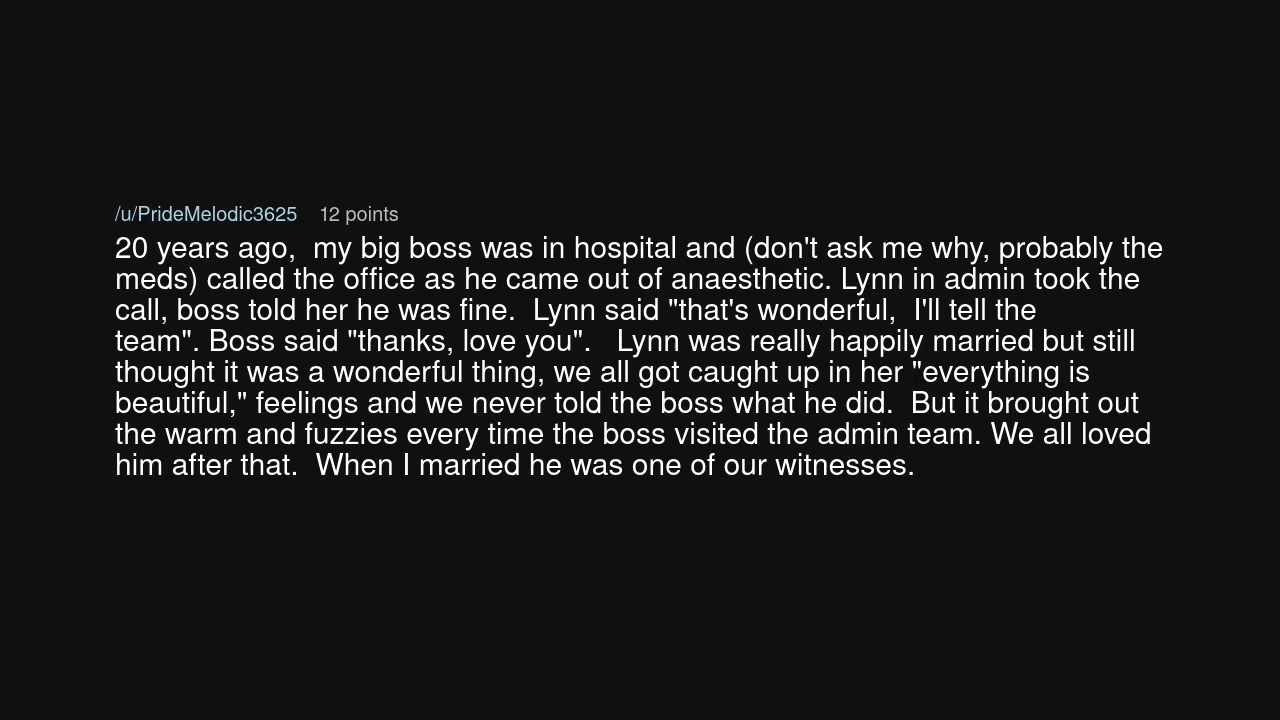 /u/PrideMelodic3625    12 points
20 years ago,  my big boss was in hospital and (don't ask me why, probably the
meds) called the office as he came out of anaesthetic. Lynn in admin took the
call, boss told her he was fine.  Lynn said "that's wonderful,  I'll tell the
team". Boss said "thanks, love you".   Lynn was really happily married but still
thought it was a wonderful thing, we all got caught up in her "everything is
beautiful," feelings and we never told the boss what he did.  But it brought out
the warm and fuzzies every time the boss visited the admin team. We all loved
him after that.  When I married he was one of our witnesses.